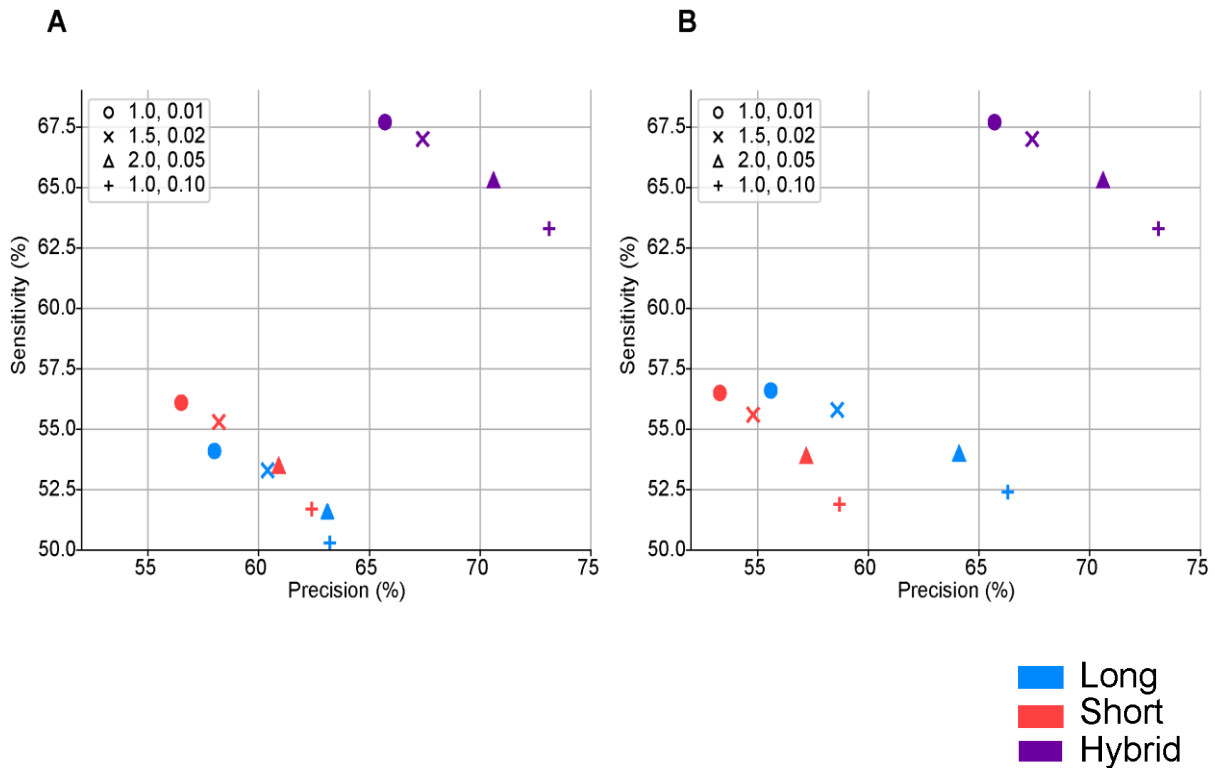 A
1.0, 0.01
1.5, 0.02
2.0, 0.05
1.0, 0.10
67.5
65.0
62.5
60.0
57.5
55.0
52.5
50.0
Sensitivity (%)
55 60 65 70 75
Precision (%)
B
1.0, 0.01
1.5, 0.02
2.0, 0.05
1.0, 0.10
67.5
65.0
62.5
60.0
57.5
55.0
52.5
50.0
Sensitivity (%)
55 60 65 70 75
Precision (%)
Long
Short
Hybrid